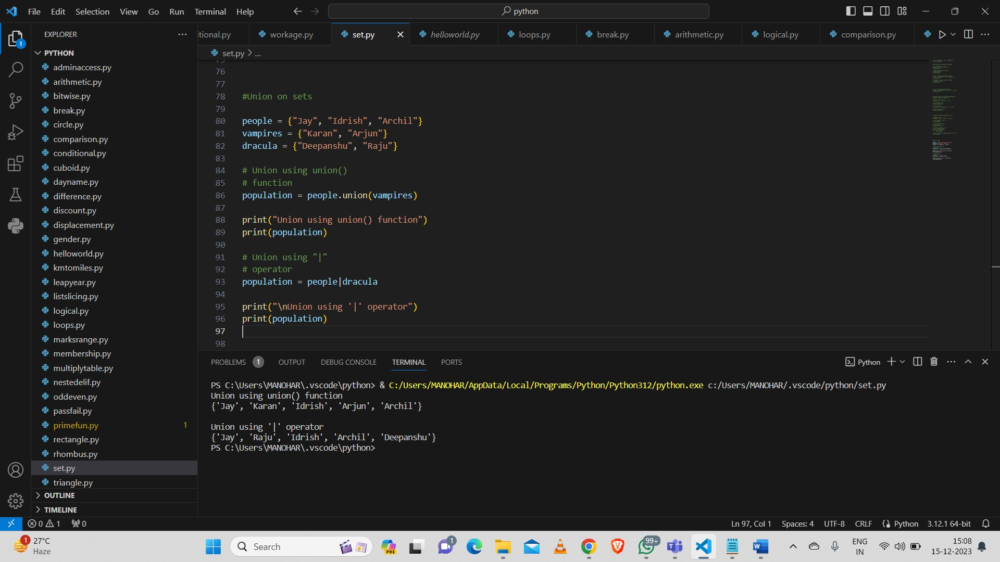 File Edit Selection View Go Run Terminal Help
python
EXPLORER
itional.py
workage.py
set.py
helloworld.py
loops.py
break.py
arithmetic.py
logical.py
comparison.py
1
PYTHON
set.py > ...
adminaccess.py
arithmetic.py
bitwise.py
break.py
circle.py
comparison.py
conditional.py
cuboid.py
dayname.py
difference.py
discount.py
displacement.py
gender.py
helloworld.py
kmtomiles.py
leapyear.py
listslicing.py
logical.py
loops.py
marksrange.py
membership.py
multiplytable.py
nestedelif.py
oddeven.py
passfail.py
primefun.py 1
rectangle.py
rhombus.py
set.py
triangle.py
OUTLINE
TIMELINE
75
76
77
78 #Union on sets
79
80 people = {"Jay", "Idrish", "Archil"}
81 vampires = {"Karan", "Arjun"}
82 dracula = {"Deepanshu", "Raju"}
83
84 # Union using union()
85 # function
86 population = people.union(vampires)
87
88 print("Union using union() function")
89 print(population)
90
91 # Union using "|"
92 # operator
93 population = people|dracula
94
95 print("\nUnion using '|' operator")
96 print(population)
97
98
PROBLEMS 1 OUTPUT DEBUG CONSOLE TERMINAL PORTS
Python
PS C:\Users\MANOHAR\.vscode\python> & C:/Users/MANOHAR/AppData/Local/Programs/Python/Python312/python.exe c:/Users/MANOHAR/.vscode/python/set.py
Union using union() function
{'Jay', 'Karan', 'Idrish', 'Arjun', 'Archil'}
Union using '|' operator
{'Jay', 'Raju', 'Idrish', 'Archil', 'Deepanshu'}
PS C:\Users\MANOHAR\.vscode\python>
0 1 0
Ln 97, Col 1 Spaces: 4 UTF-8 CRLF Python 3.12.1 64-bit
1
27°C
Haze
Search
PRE
1
99+
ENG
IN
15:08
15-12-2023